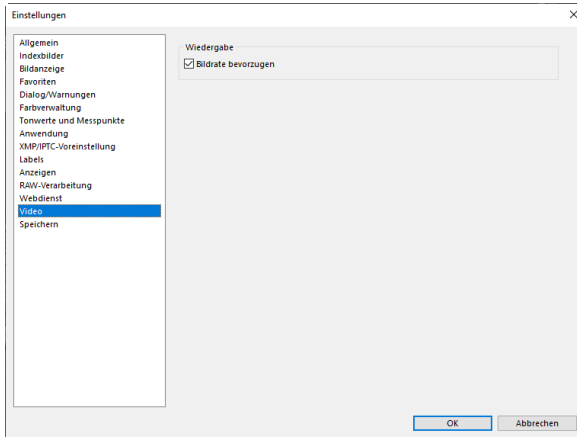 Einstellungen
Allgemein
Indexbilder
Bildanzeige
Favoriten
Dialog/Warnungen
Farbverwaltung
Tonwerte und Messpunkte
Anwendung
XMP/IPTC-Voreinstellung
Labels
Anzeigen
RAW-Verarbeitung
Webdienst
Video
Speichern
Wiedergabe
Bildrate bevorzugen
OK
Abbrechen